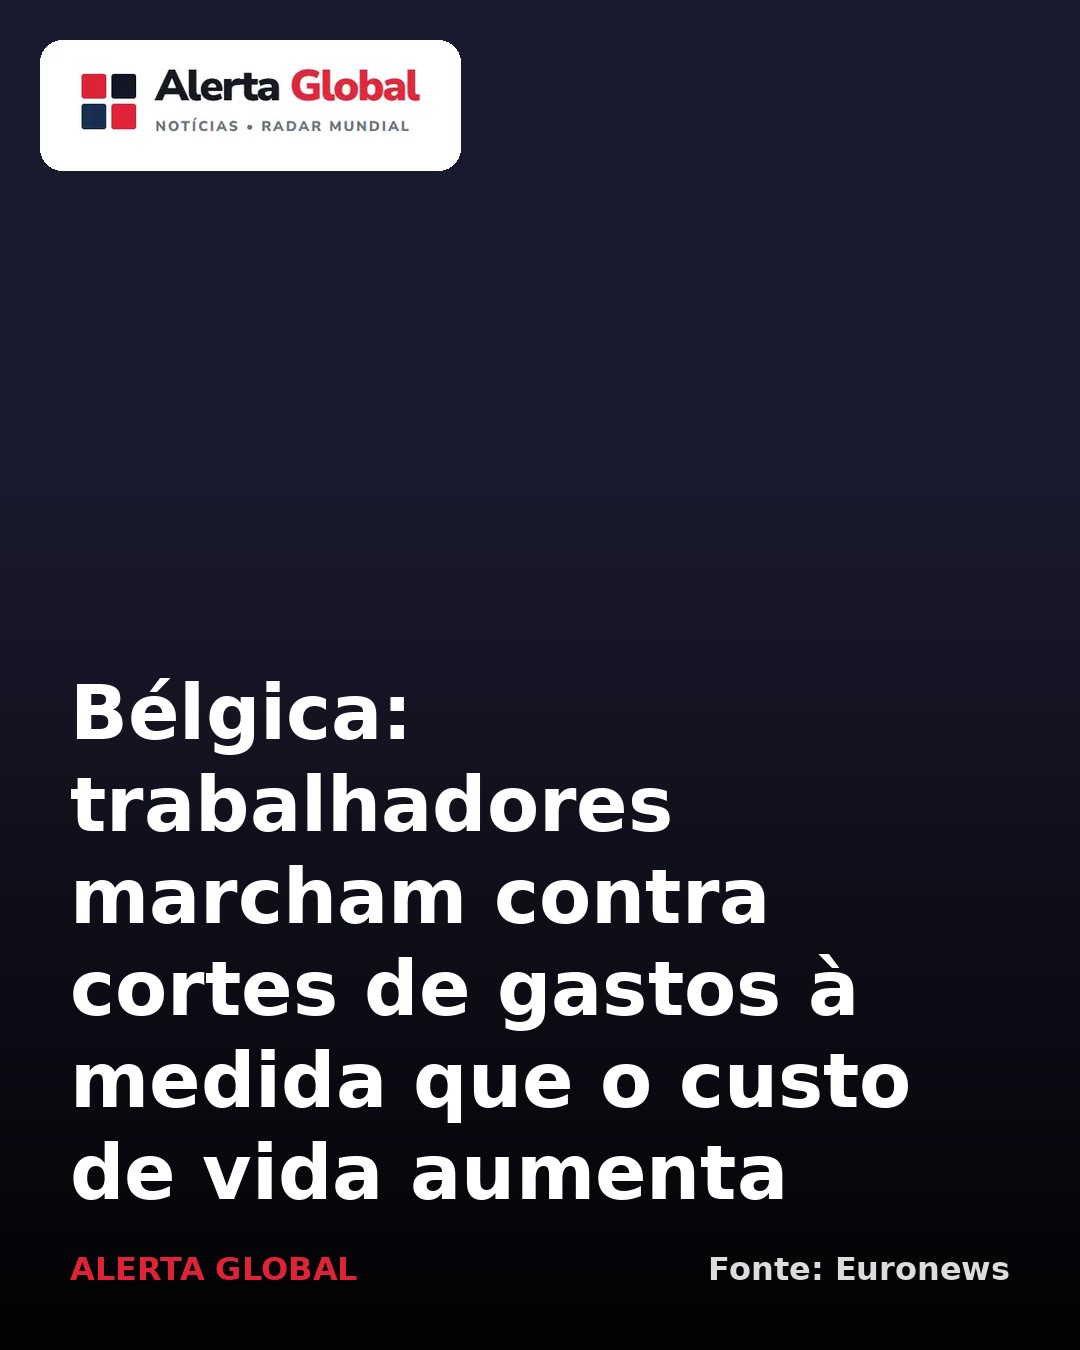 Alerta Global
NOTÍCIAS • RADAR MUNDIAL
Bélgica:
trabalhadores
marcham contra
cortes de gastos à
medida que o custo
de vida aumenta
ALERTA GLOBAL
Fonte: Euronews